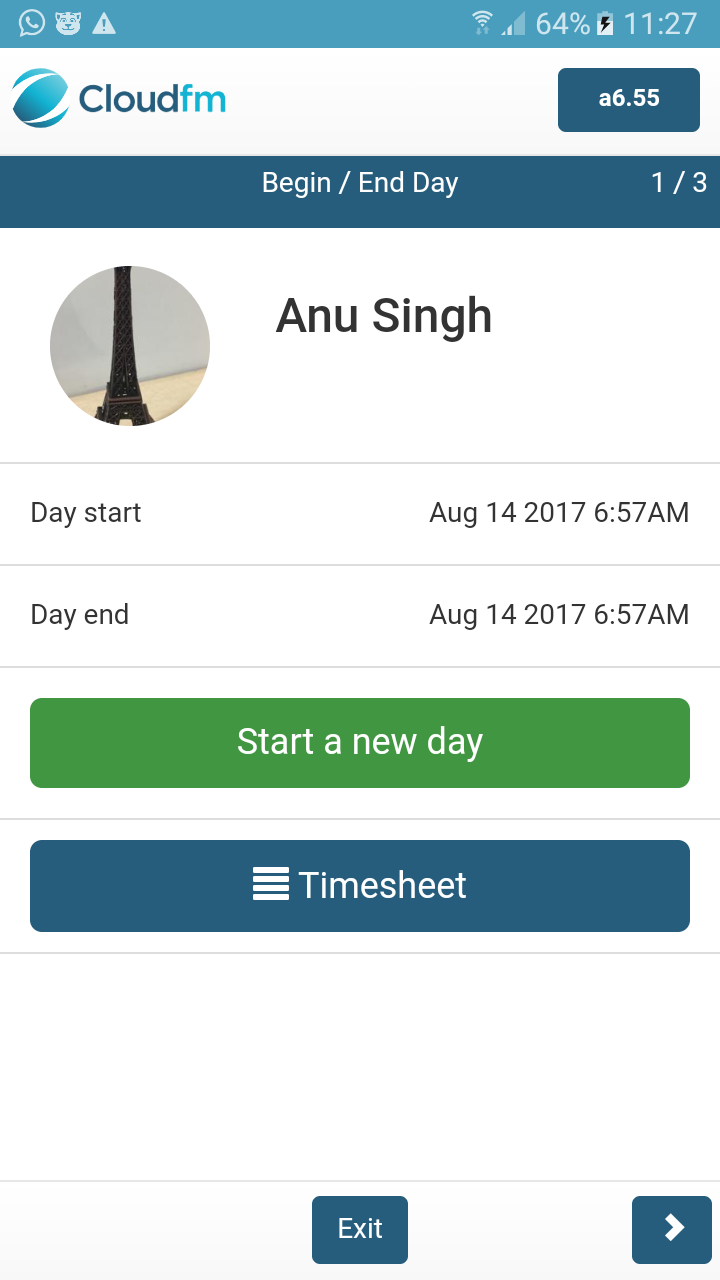 64% 11:27
Cloudfm
a6.55
Begin / End Day 1 / 3
Anu Singh
Day start Aug 14 2017 6:57AM
Day end Aug 14 2017 6:57AM
Start a new day
Timesheet
Exit